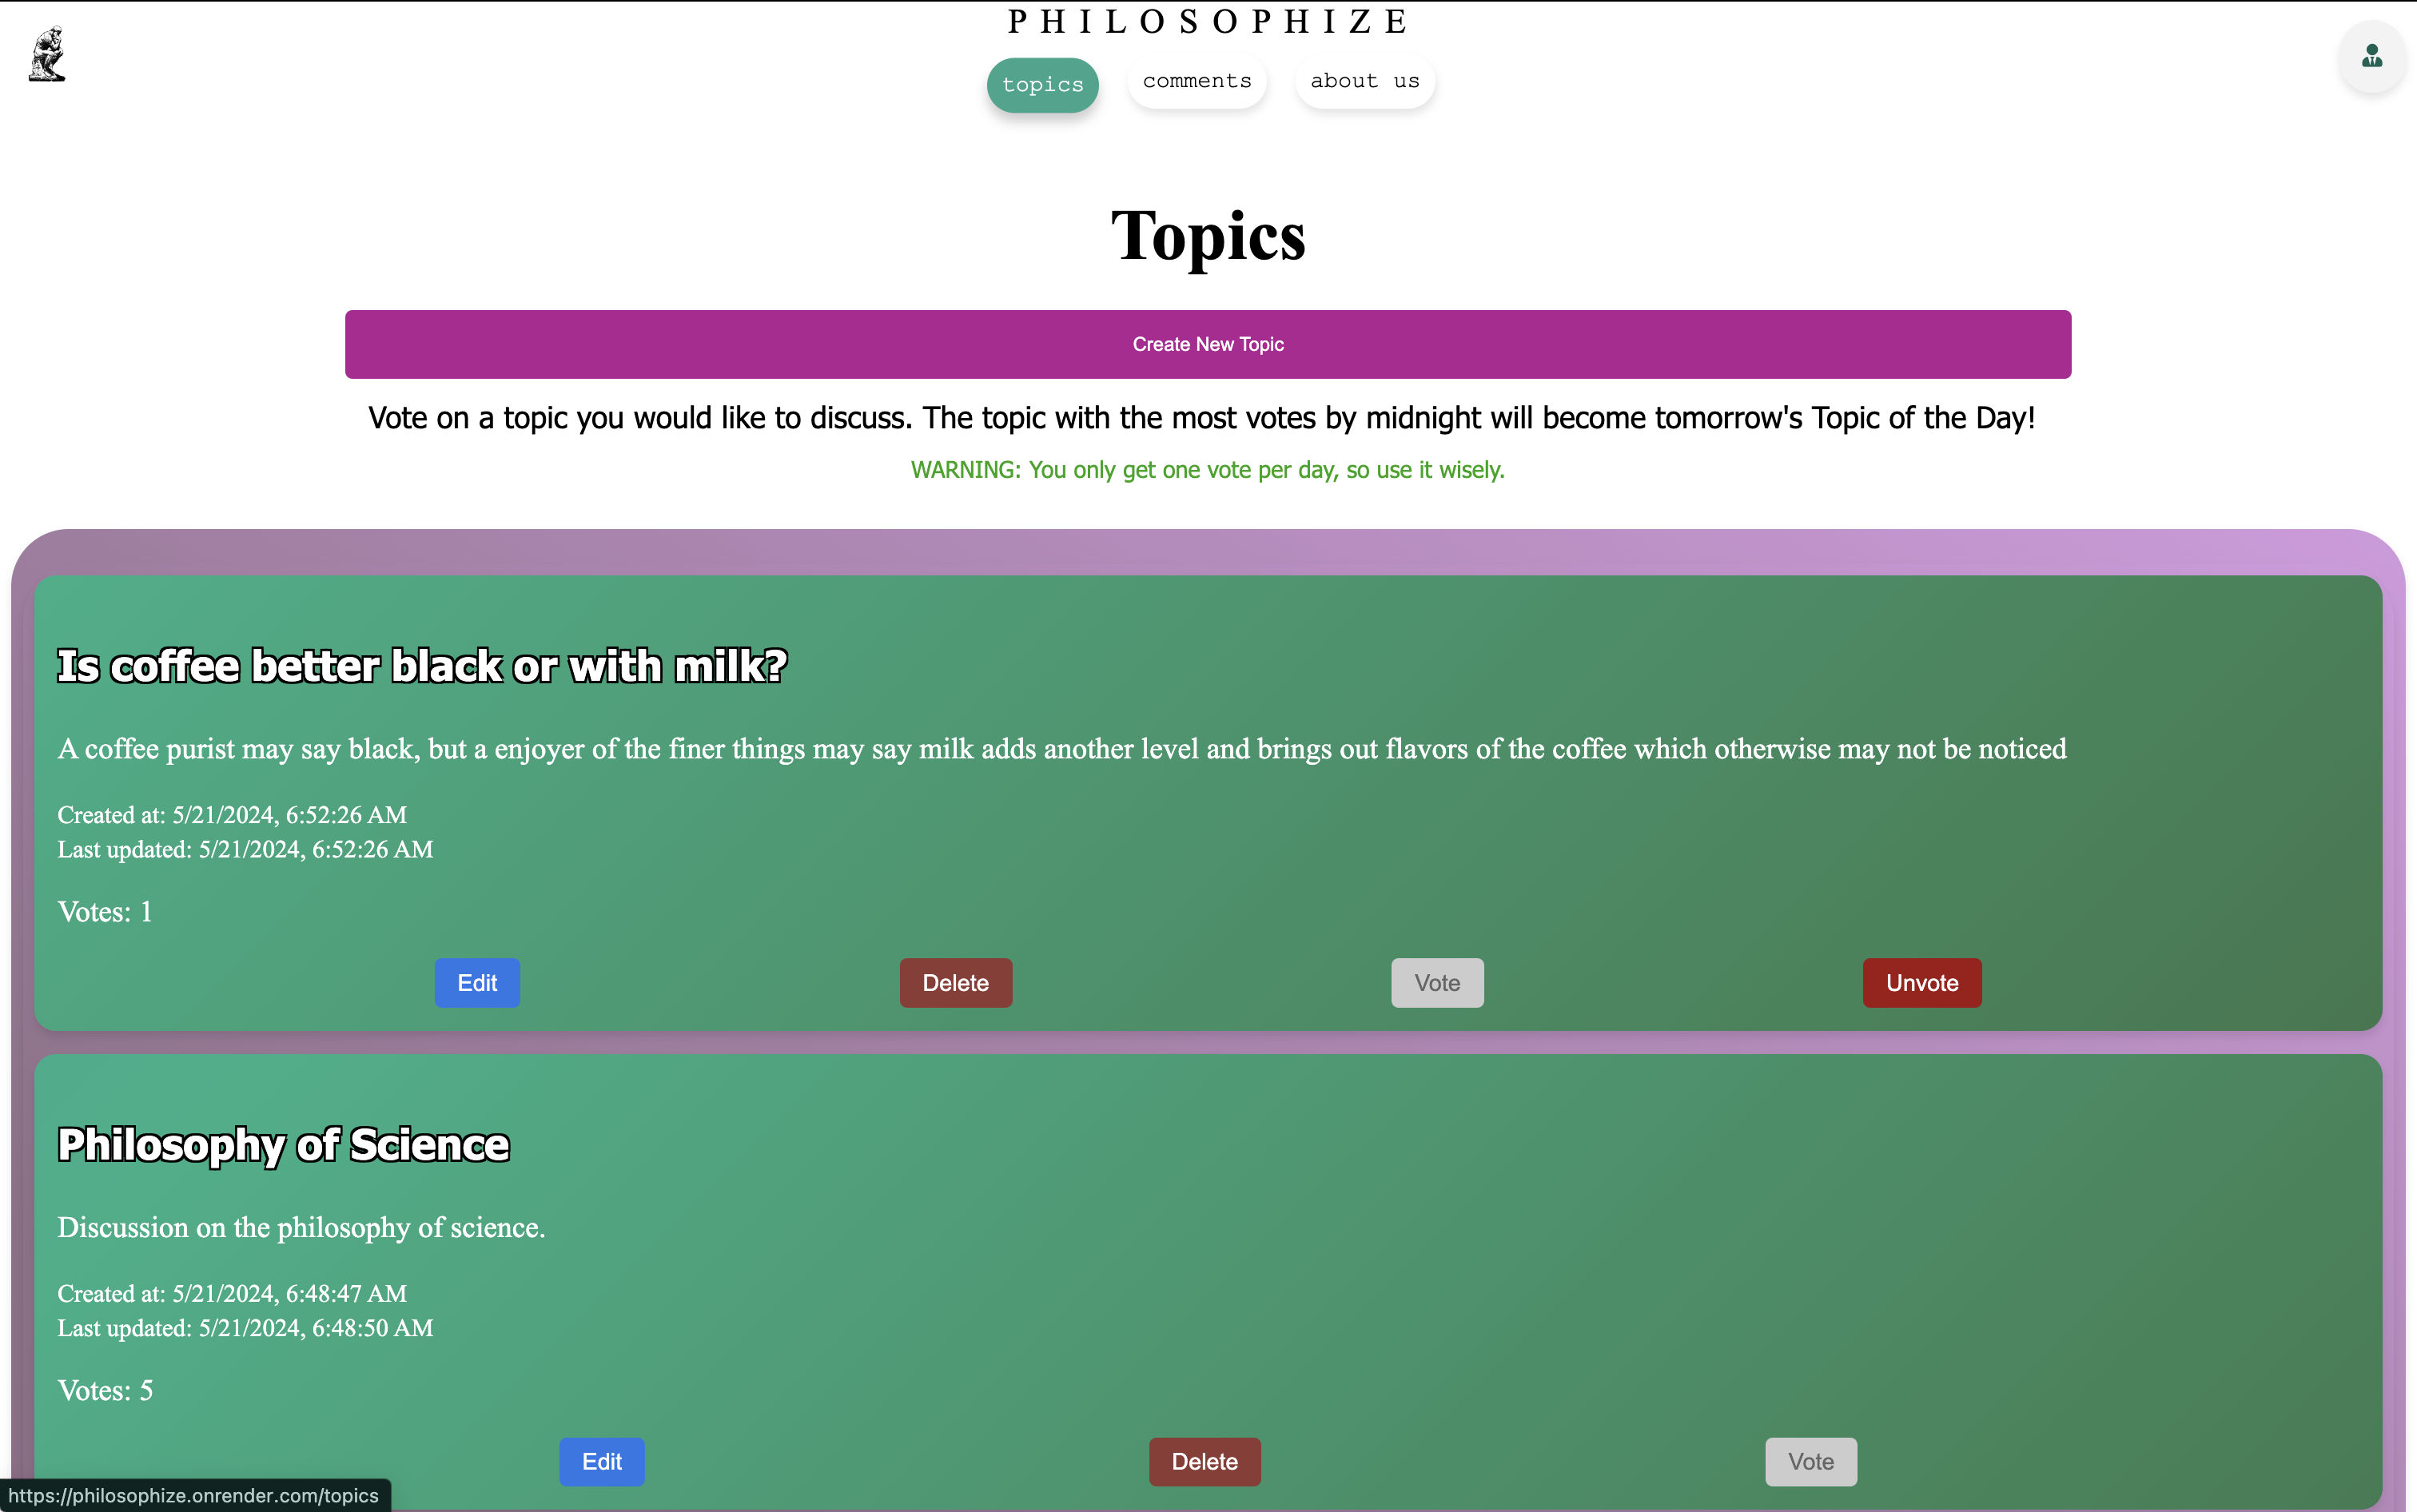 PHILOSOPHIZE
topics comments about us
Topics
Create New Topic
Vote on a topic you would like to discuss. The topic with the most votes by midnight will become tomorrow's Topic of the Day!
WARNING: You only get one vote per day, so use it wisely.
Is coffee better black or with milk?
A coffee purist may say black, but a enjoyer of the finer things may say milk adds another level and brings out flavors of the coffee which otherwise may not be noticed
Created at: 5/21/2024, 6:52:26 AM
Last updated: 5/21/2024, 6:52:26 AM
Votes: 1
Edit Delete Vote Unvote
Philosophy of Science
Discussion on the philosophy of science.
Created at: 5/21/2024, 6:48:47 AM
Last updated: 5/21/2024, 6:48:50 AM
Votes: 5
Edit Delete Vote
https://philosophize.onrender.com/topics